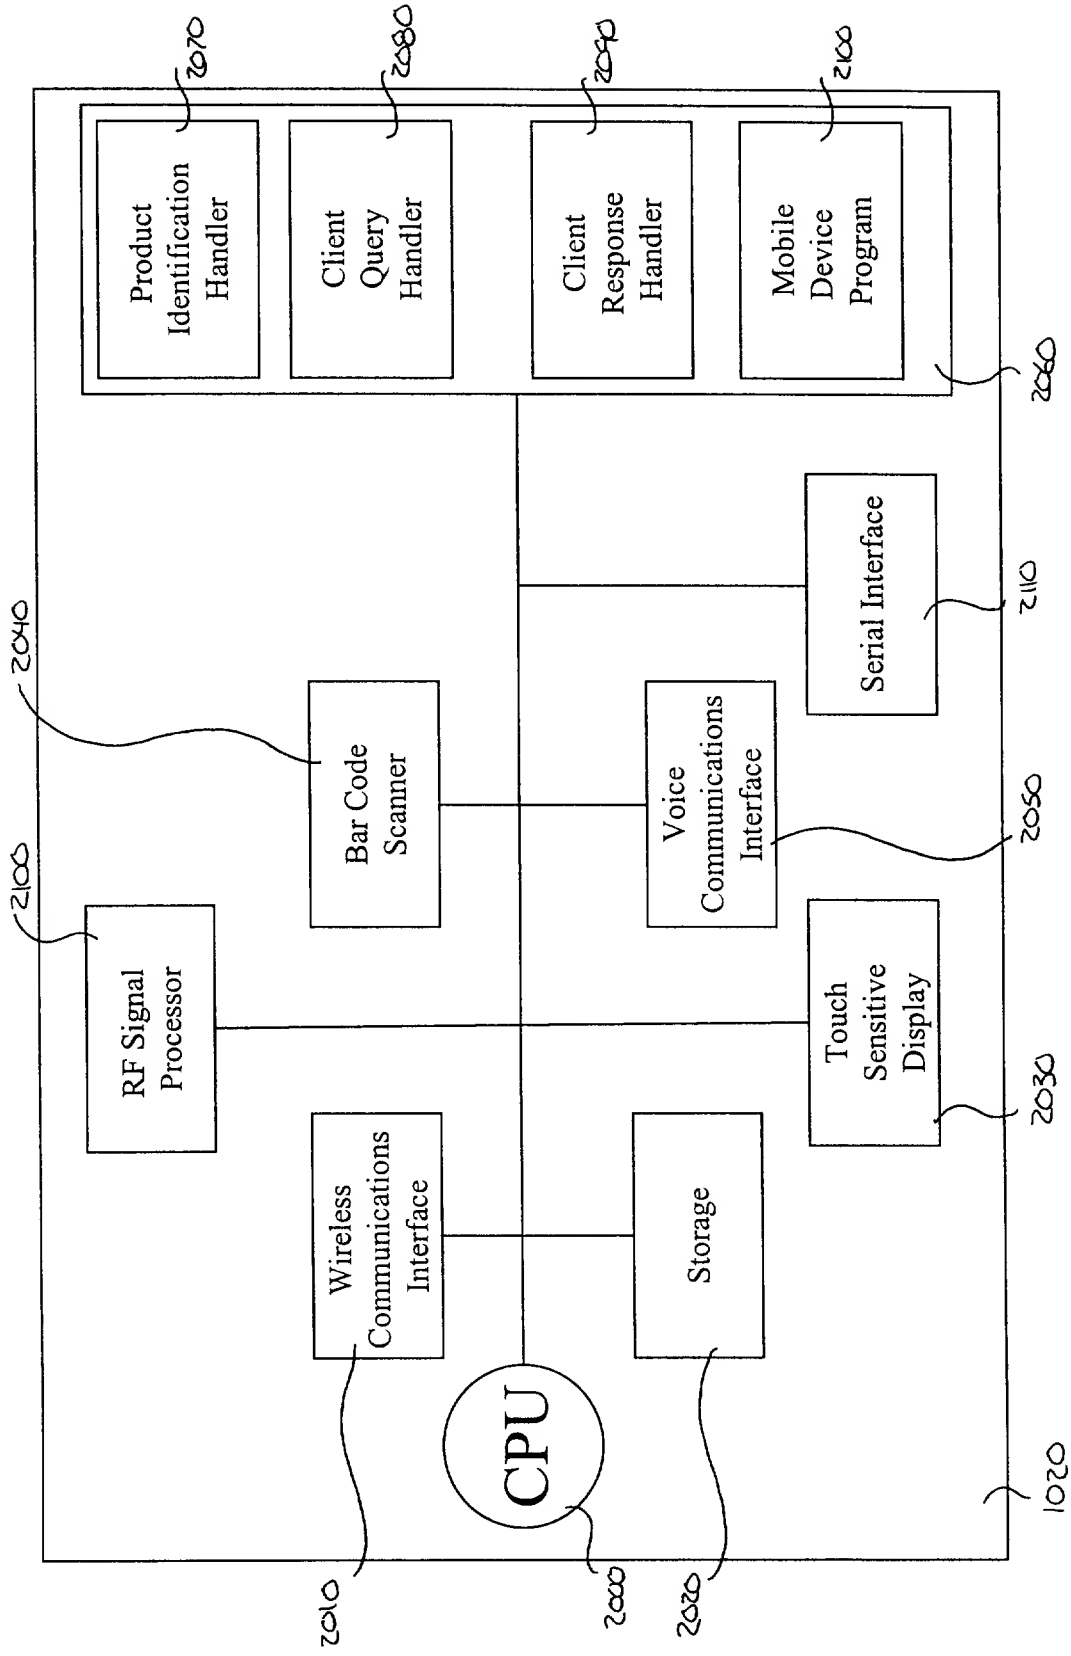 2010
2000
2020
1020
CPU
Wireless
Communications
Interface
Storage
2100
RF Signal
Processor
Touch
Sensitive
Display
2030
2040
Bar Code
Scanner
Voice
Communications
Interface
2050
Serial Interface
2110
2060
Product
Identification
Handler
2070
Client
Query
Handler
2080
Client
Response
Handler
2090
Mobile
Device
Program
2100